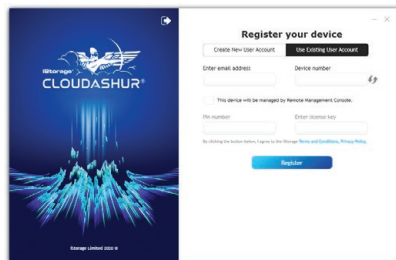 Register your device
Create New User Account
Use Existing User Account
Enter email address
Device number
This device will be managed by Remote Management Console.
Pin number
Enter license key
By clicking the button below, I agree to the iStorage Terms and Conditions, Privacy Policy.
Register
iStorage®
CLOUDASHUR®
iStorage Limited 2020 ©